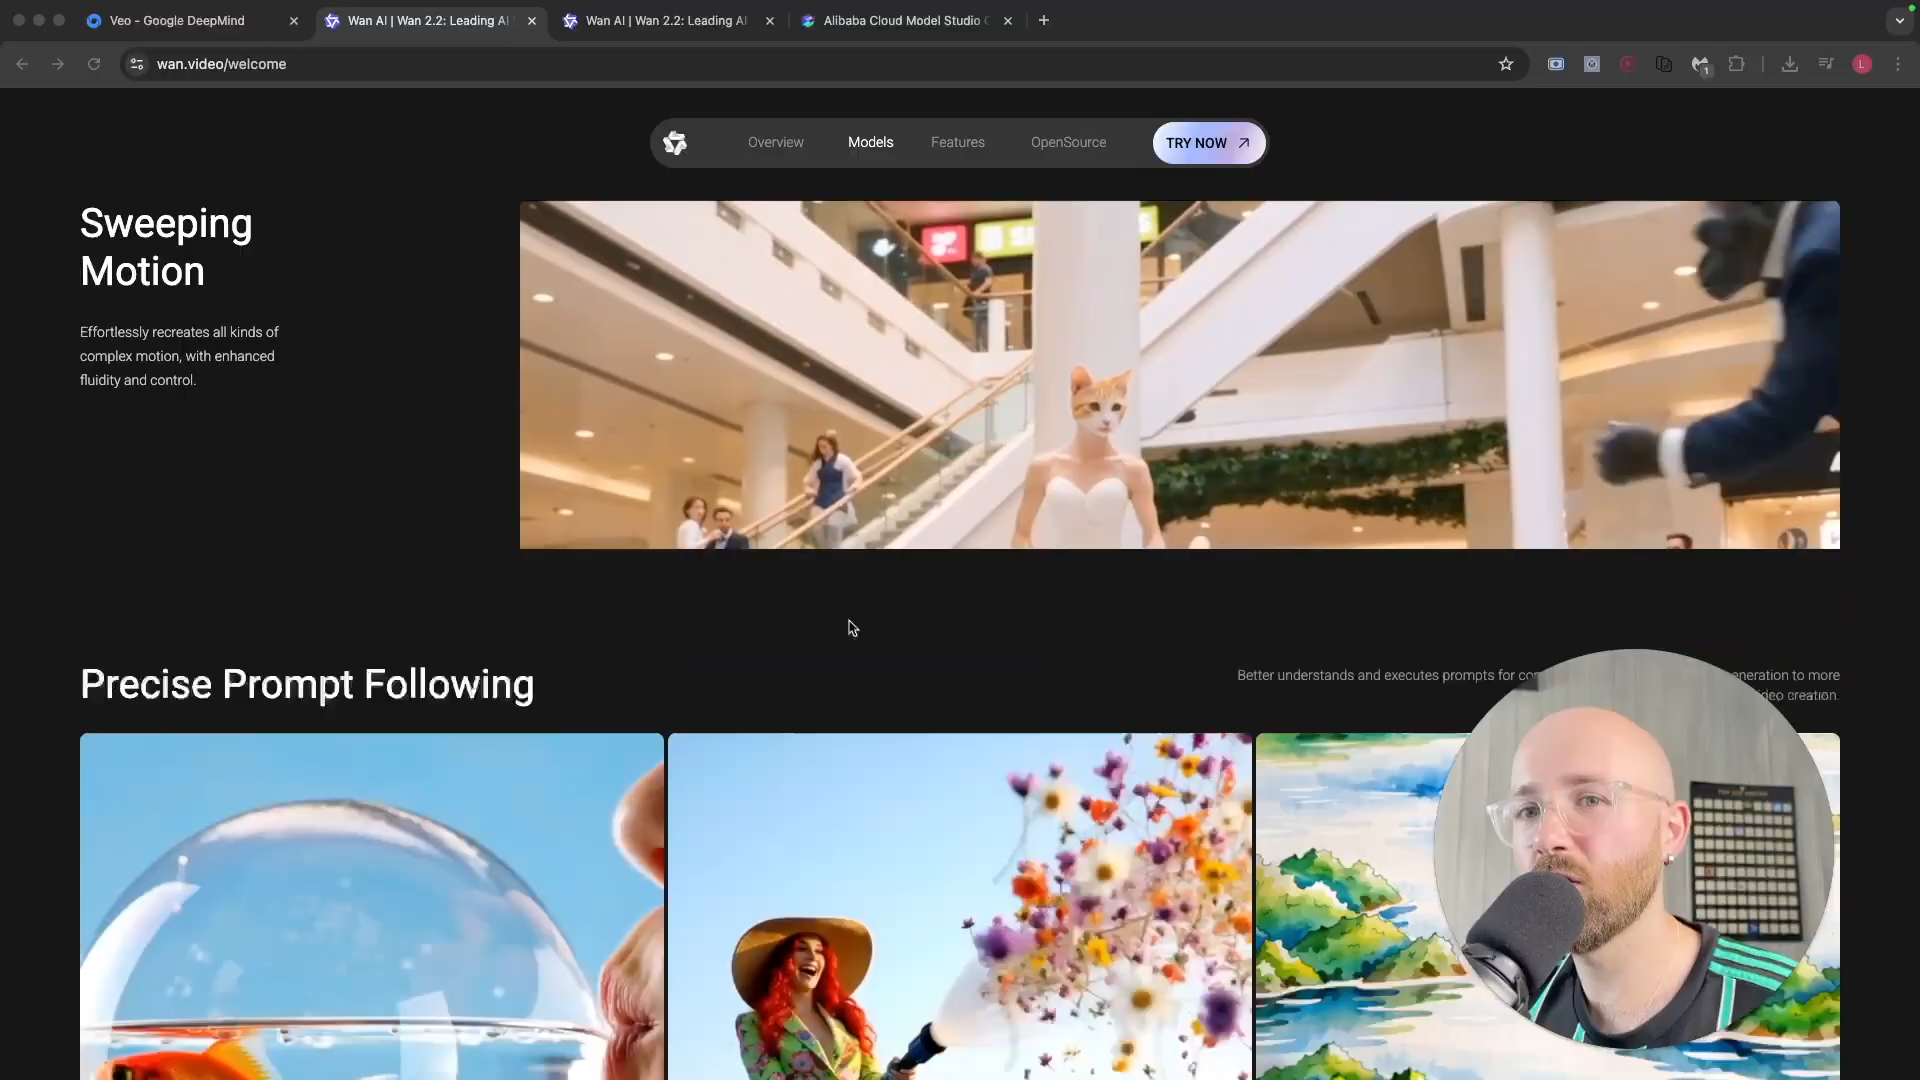 Veo - Google DeepMind
Wan AI | Wan 2.2: Leading AI
Wan AI | Wan 2.2: Leading AI
Alibaba Cloud Model Studio
wan.video/welcome
1
L
Overview
Models
Features
OpenSource
TRY NOW
Sweeping
Motion
Effortlessly recreates all kinds of
complex motion, with enhanced
fluidity and control.
Precise Prompt Following
Better understands and executes prompts for
to more
creation.